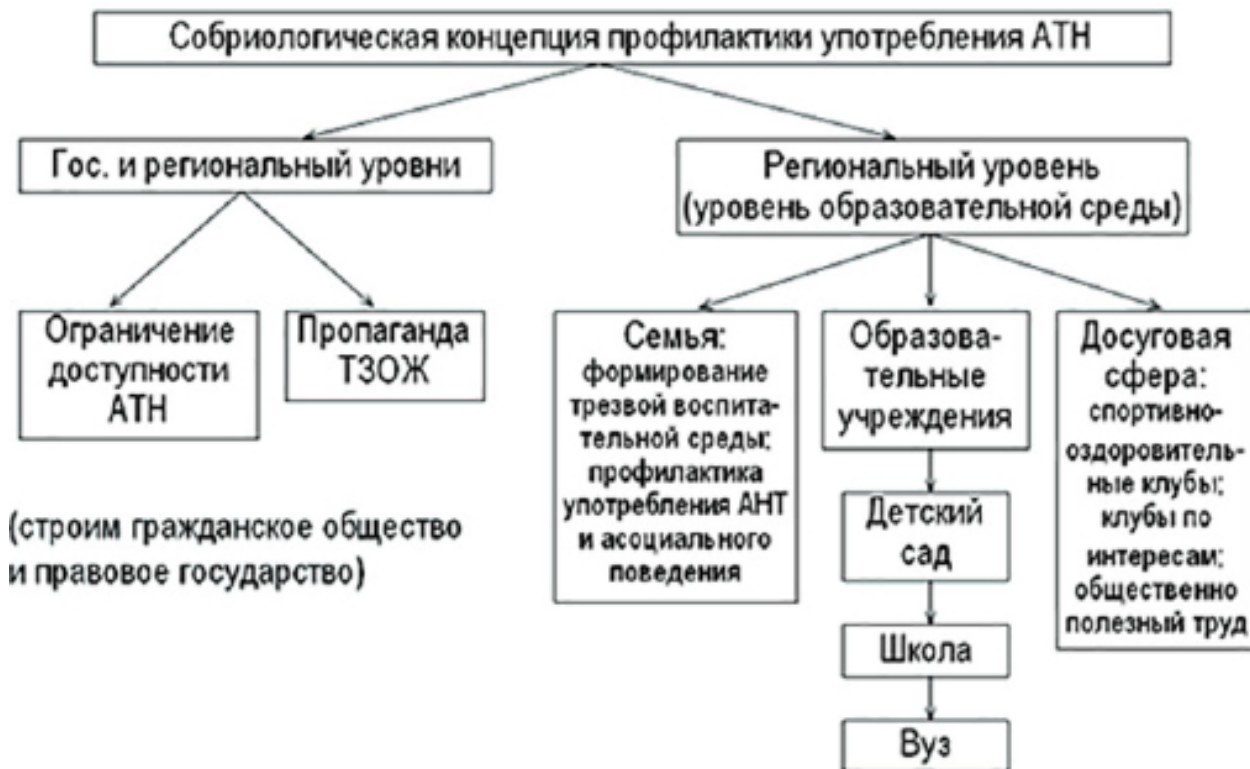 Собриологическая концепция профилактики употребления АТН
Гос. и региональный уровни
Региональный уровень
(уровень образовательной среды)
Ограничение
доступности
АТН
Пропаганда
ТЗОЖ
(строим гражданское общество
и правовое государство)
Семья:
формирование
трезвой воспита-
тельной среды;
профилактика
употребления АНТ
и асоциального
поведения
Образова-
тельные
учреждения
Детский
сад
Школа
Вуз
Досуговая
сфера:
спортивно-
оздоровитель-
ные клубы;
клубы по
интересам;
общественно
полезный труд